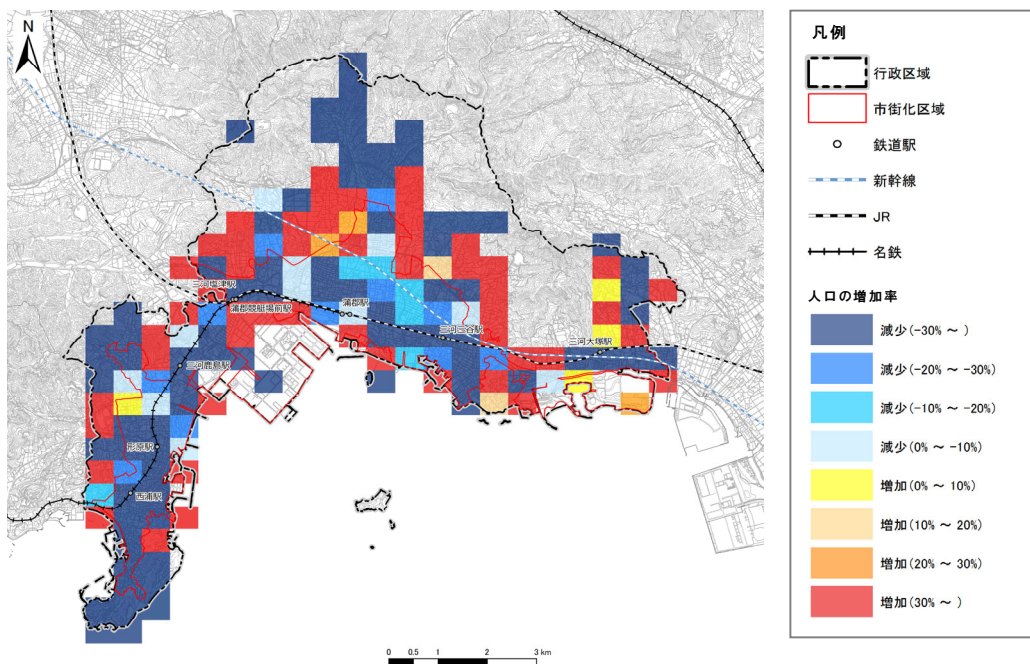 N
三河塩津駅
蒲郡競艇場前駅
蒲郡駅
三河三谷駅
三河大塚駅
三河鹿島駅
形原駅
西浦駅
0 0.5 1 2 3 km
凡例
行政区域
市街化区域
鉄道駅
新幹線
JR
名鉄
人口の増加率
減少(-30% ~ )
減少(-20% ~ -30%)
減少(-10% ~ -20%)
減少(0% ~ -10%)
増加(0% ~ 10%)
増加(10% ~ 20%)
増加(20% ~ 30%)
増加(30% ~ )